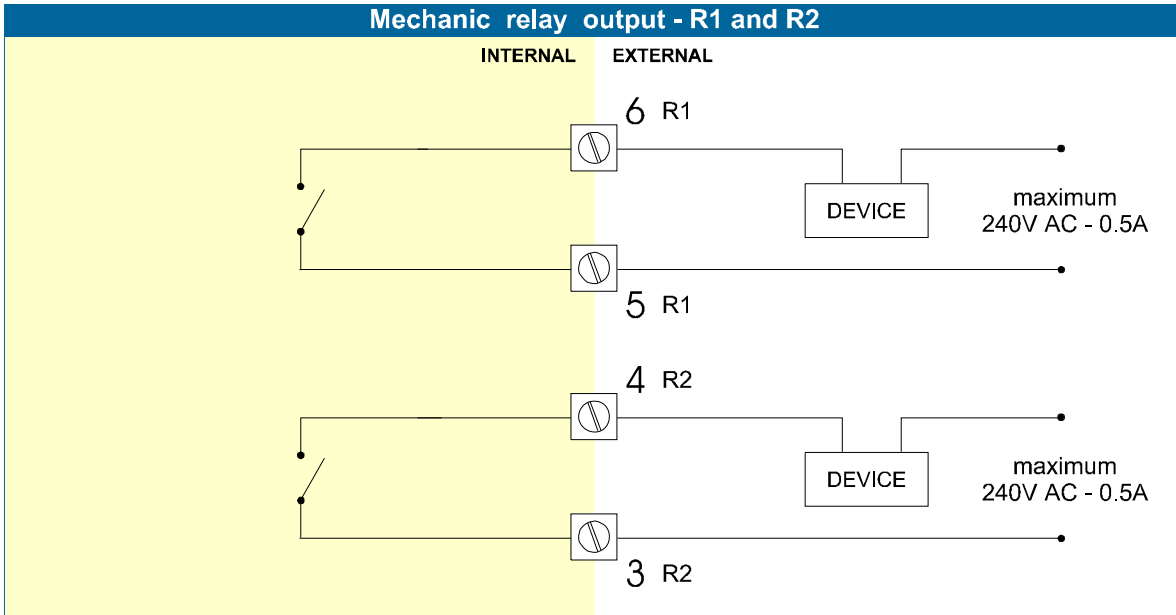 Mechanic relay output - R1 and R2
INTERNAL EXTERNAL
6 R1
DEVICE
maximum
240V AC - 0.5A
5 R1
4 R2
DEVICE
maximum
240V AC - 0.5A
3 R2